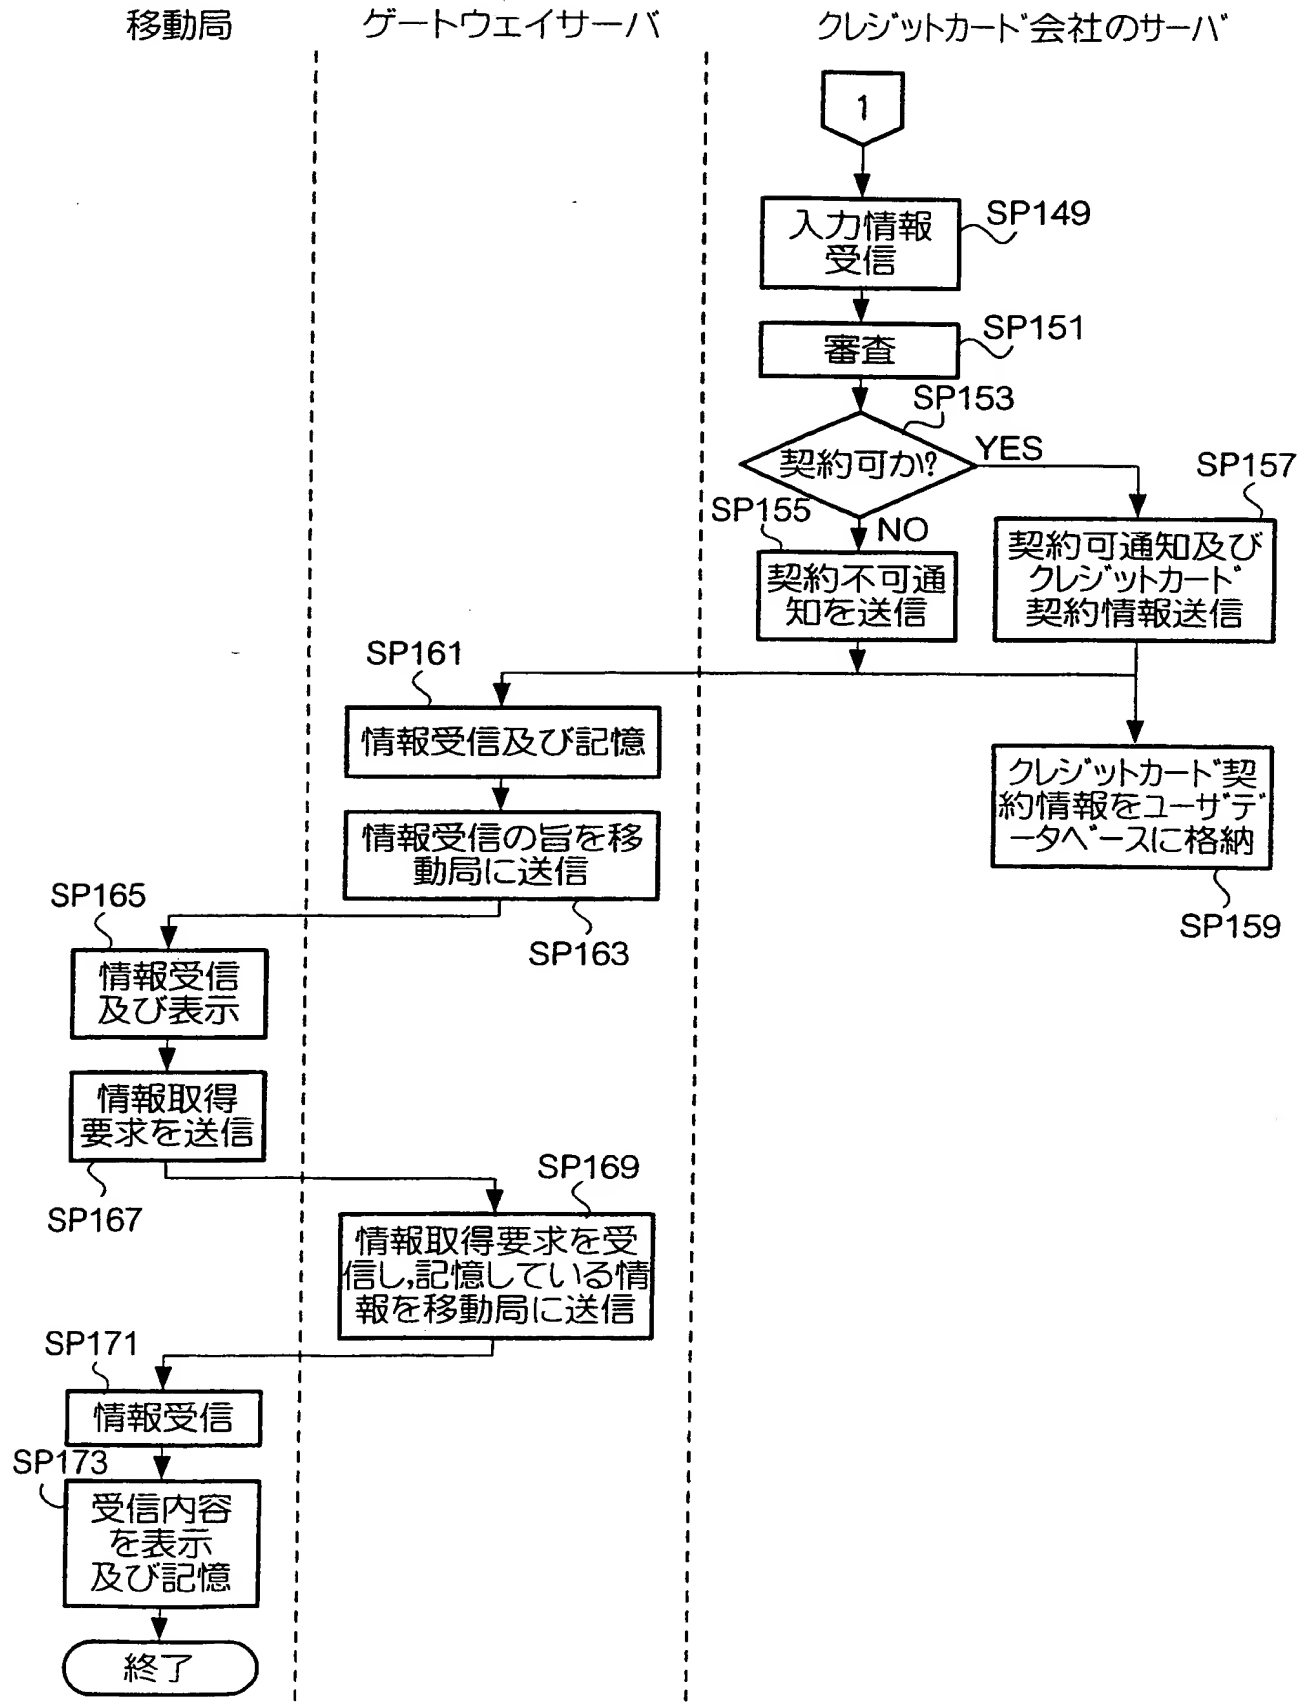 移動局
ゲートウェイサーバ
クレジットカード会社のサーバ
1
入力情報
受信
SP149
審査
SP151
SP153
契約可か?
YES
SP157
SP155
NO
契約不可通
知を送信
契約可通知及び
クレジットカード
契約情報送信
SP161
情報受信及び記憶
クレジットカード契
約情報をユーザデ
ータベースに格納
SP159
情報受信の旨を移
動局に送信
SP163
SP165
情報受信
及び表示
情報取得
要求を送信
SP167
SP169
情報取得要求を受
信し,記憶している情
報を移動局に送信
SP171
情報受信
SP173
受信内容
を表示
及び記憶
終了